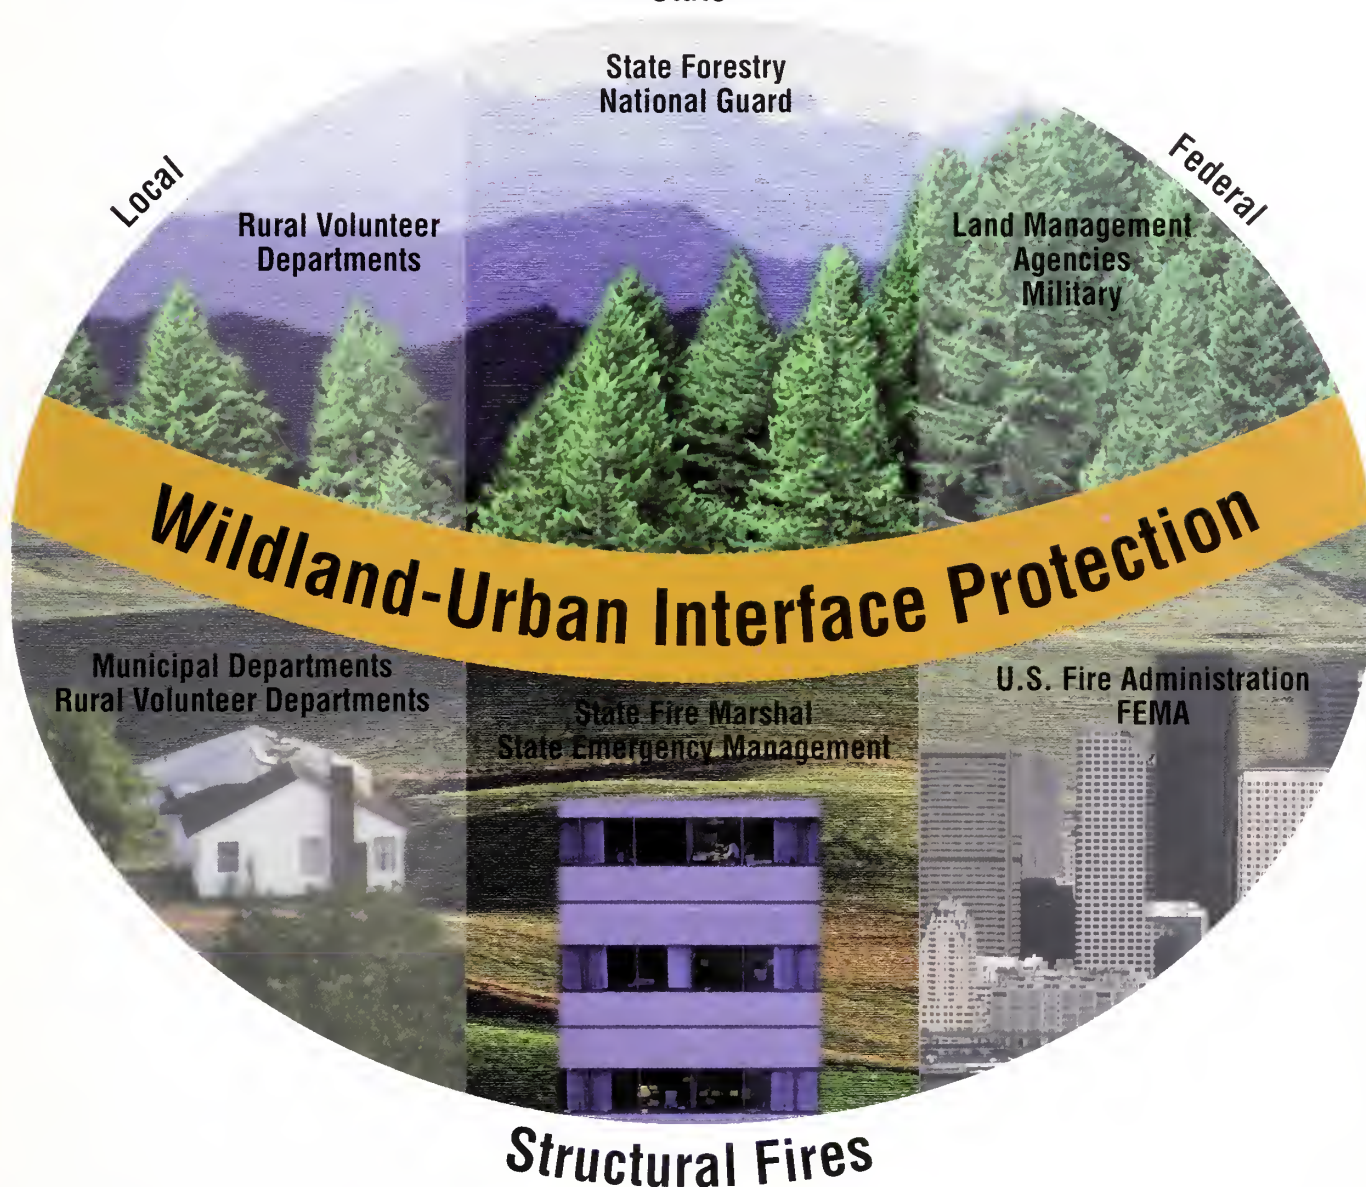 State Forestry
National Guard
Local
Federal
Rural Volunteer
Departments
Land Management
Agencies
Military
Wildland-Urban Interface Protection
Municipal Departments
Rural Volunteer Departments
State Fire Marshal
State Emergency Management
U.S. Fire Administration
FEMA
Structural Fires